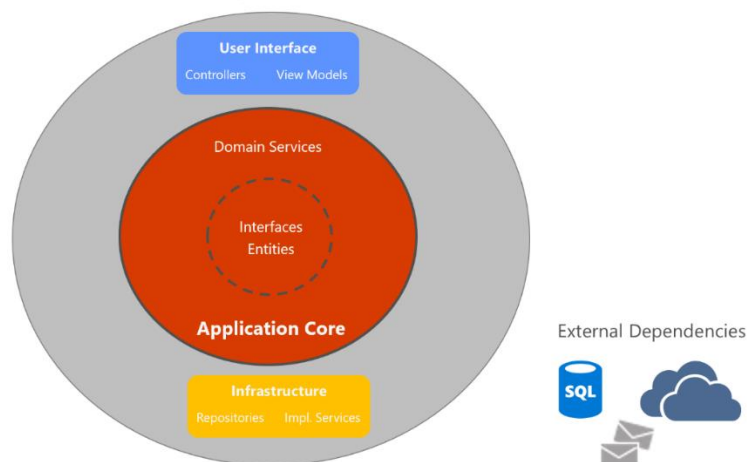 User Interface
Controllers View Models
Domain Services
Interfaces
Entities
Application Core
Infrastructure
Repositories Impl. Services
External Dependencies
SQL